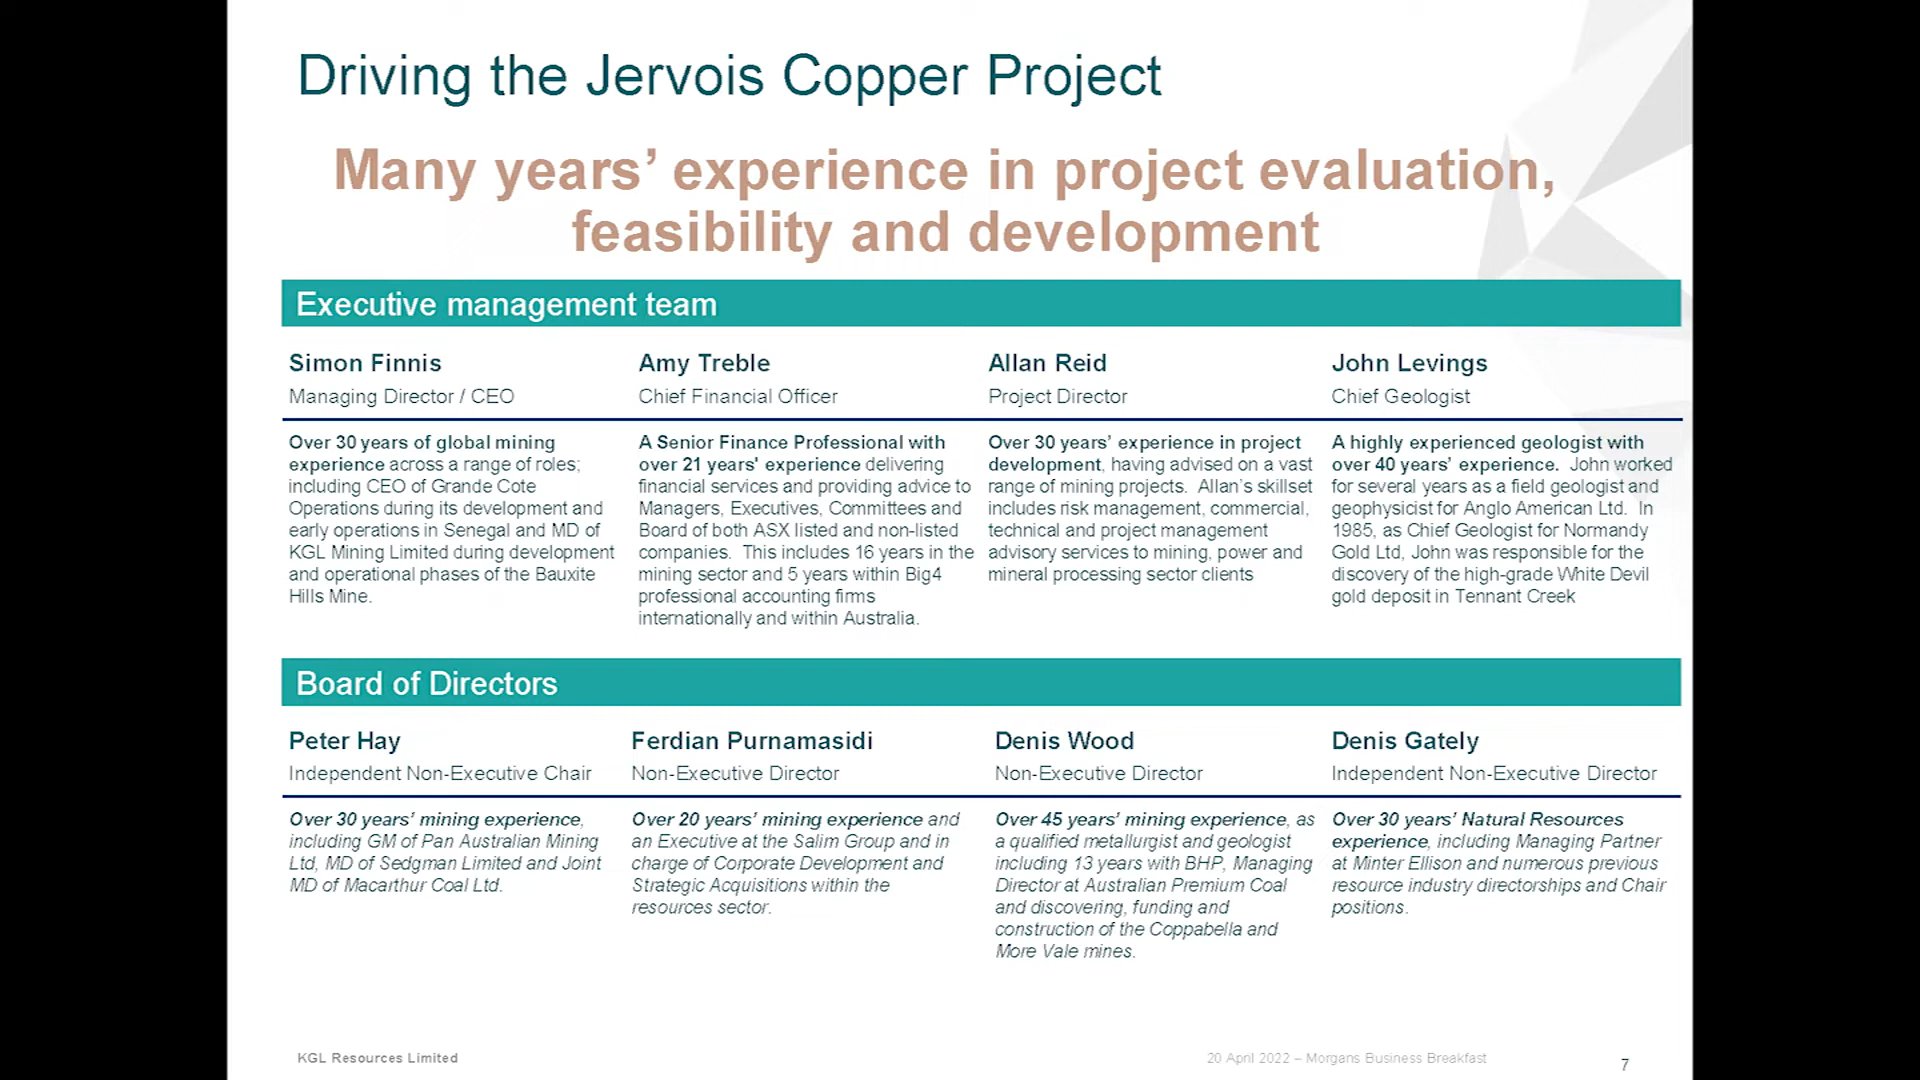 Driving the Jervois Copper Project
Many years’ experience in project evaluation,
feasibility and development
Executive management team
Simon Finnis
Managing Director / CEO
Over 30 years of global mining
experience across a range of roles;
including CEO of Grande Cote
Operations during its development and
early operations in Senegal and MD of
KGL Mining Limited during development
and operational phases of the Bauxite
Hills Mine.
Amy Treble
Chief Financial Officer
A Senior Finance Professional with
over 21 years' experience delivering
financial services and providing advice to
Managers, Executives, Committees and
Board of both ASX listed and non-listed
companies. This includes 16 years in the
mining sector and 5 years within Big4
professional accounting firms
internationally and within Australia.
Allan Reid
Project Director
Over 30 years’ experience in project
development, having advised on a vast
range of mining projects. Allan’s skillset
includes risk management, commercial,
technical and project management
advisory services to mining, power and
mineral processing sector clients
John Levings
Chief Geologist
A highly experienced geologist with
over 40 years’ experience. John worked
for several years as a field geologist and
geophysicist for Anglo American Ltd. In
1985, as Chief Geologist for Normandy
Gold Ltd, John was responsible for the
discovery of the high-grade White Devil
gold deposit in Tennant Creek
Board of Directors
Peter Hay
Independent Non-Executive Chair
Over 30 years’ mining experience,
including GM of Pan Australian Mining
Ltd, MD of Sedgman Limited and Joint
MD of Macarthur Coal Ltd.
Ferdian Purnamasidi
Non-Executive Director
Over 20 years’ mining experience and
an Executive at the Salim Group and in
charge of Corporate Development and
Strategic Acquisitions within the
resources sector.
Denis Wood
Non-Executive Director
Over 45 years’ mining experience, as
a qualified metallurgist and geologist
including 13 years with BHP, Managing
Director at Australian Premium Coal
and discovering, funding and
construction of the Coppabella and
More Vale mines.
Denis Gately
Independent Non-Executive Director
Over 30 years’ Natural Resources
experience, including Managing Partner
at Minter Ellison and numerous previous
resource industry directorships and Chair
positions.
KGL Resources Limited
20 April 2022 – Morgans Business Breakfast
7